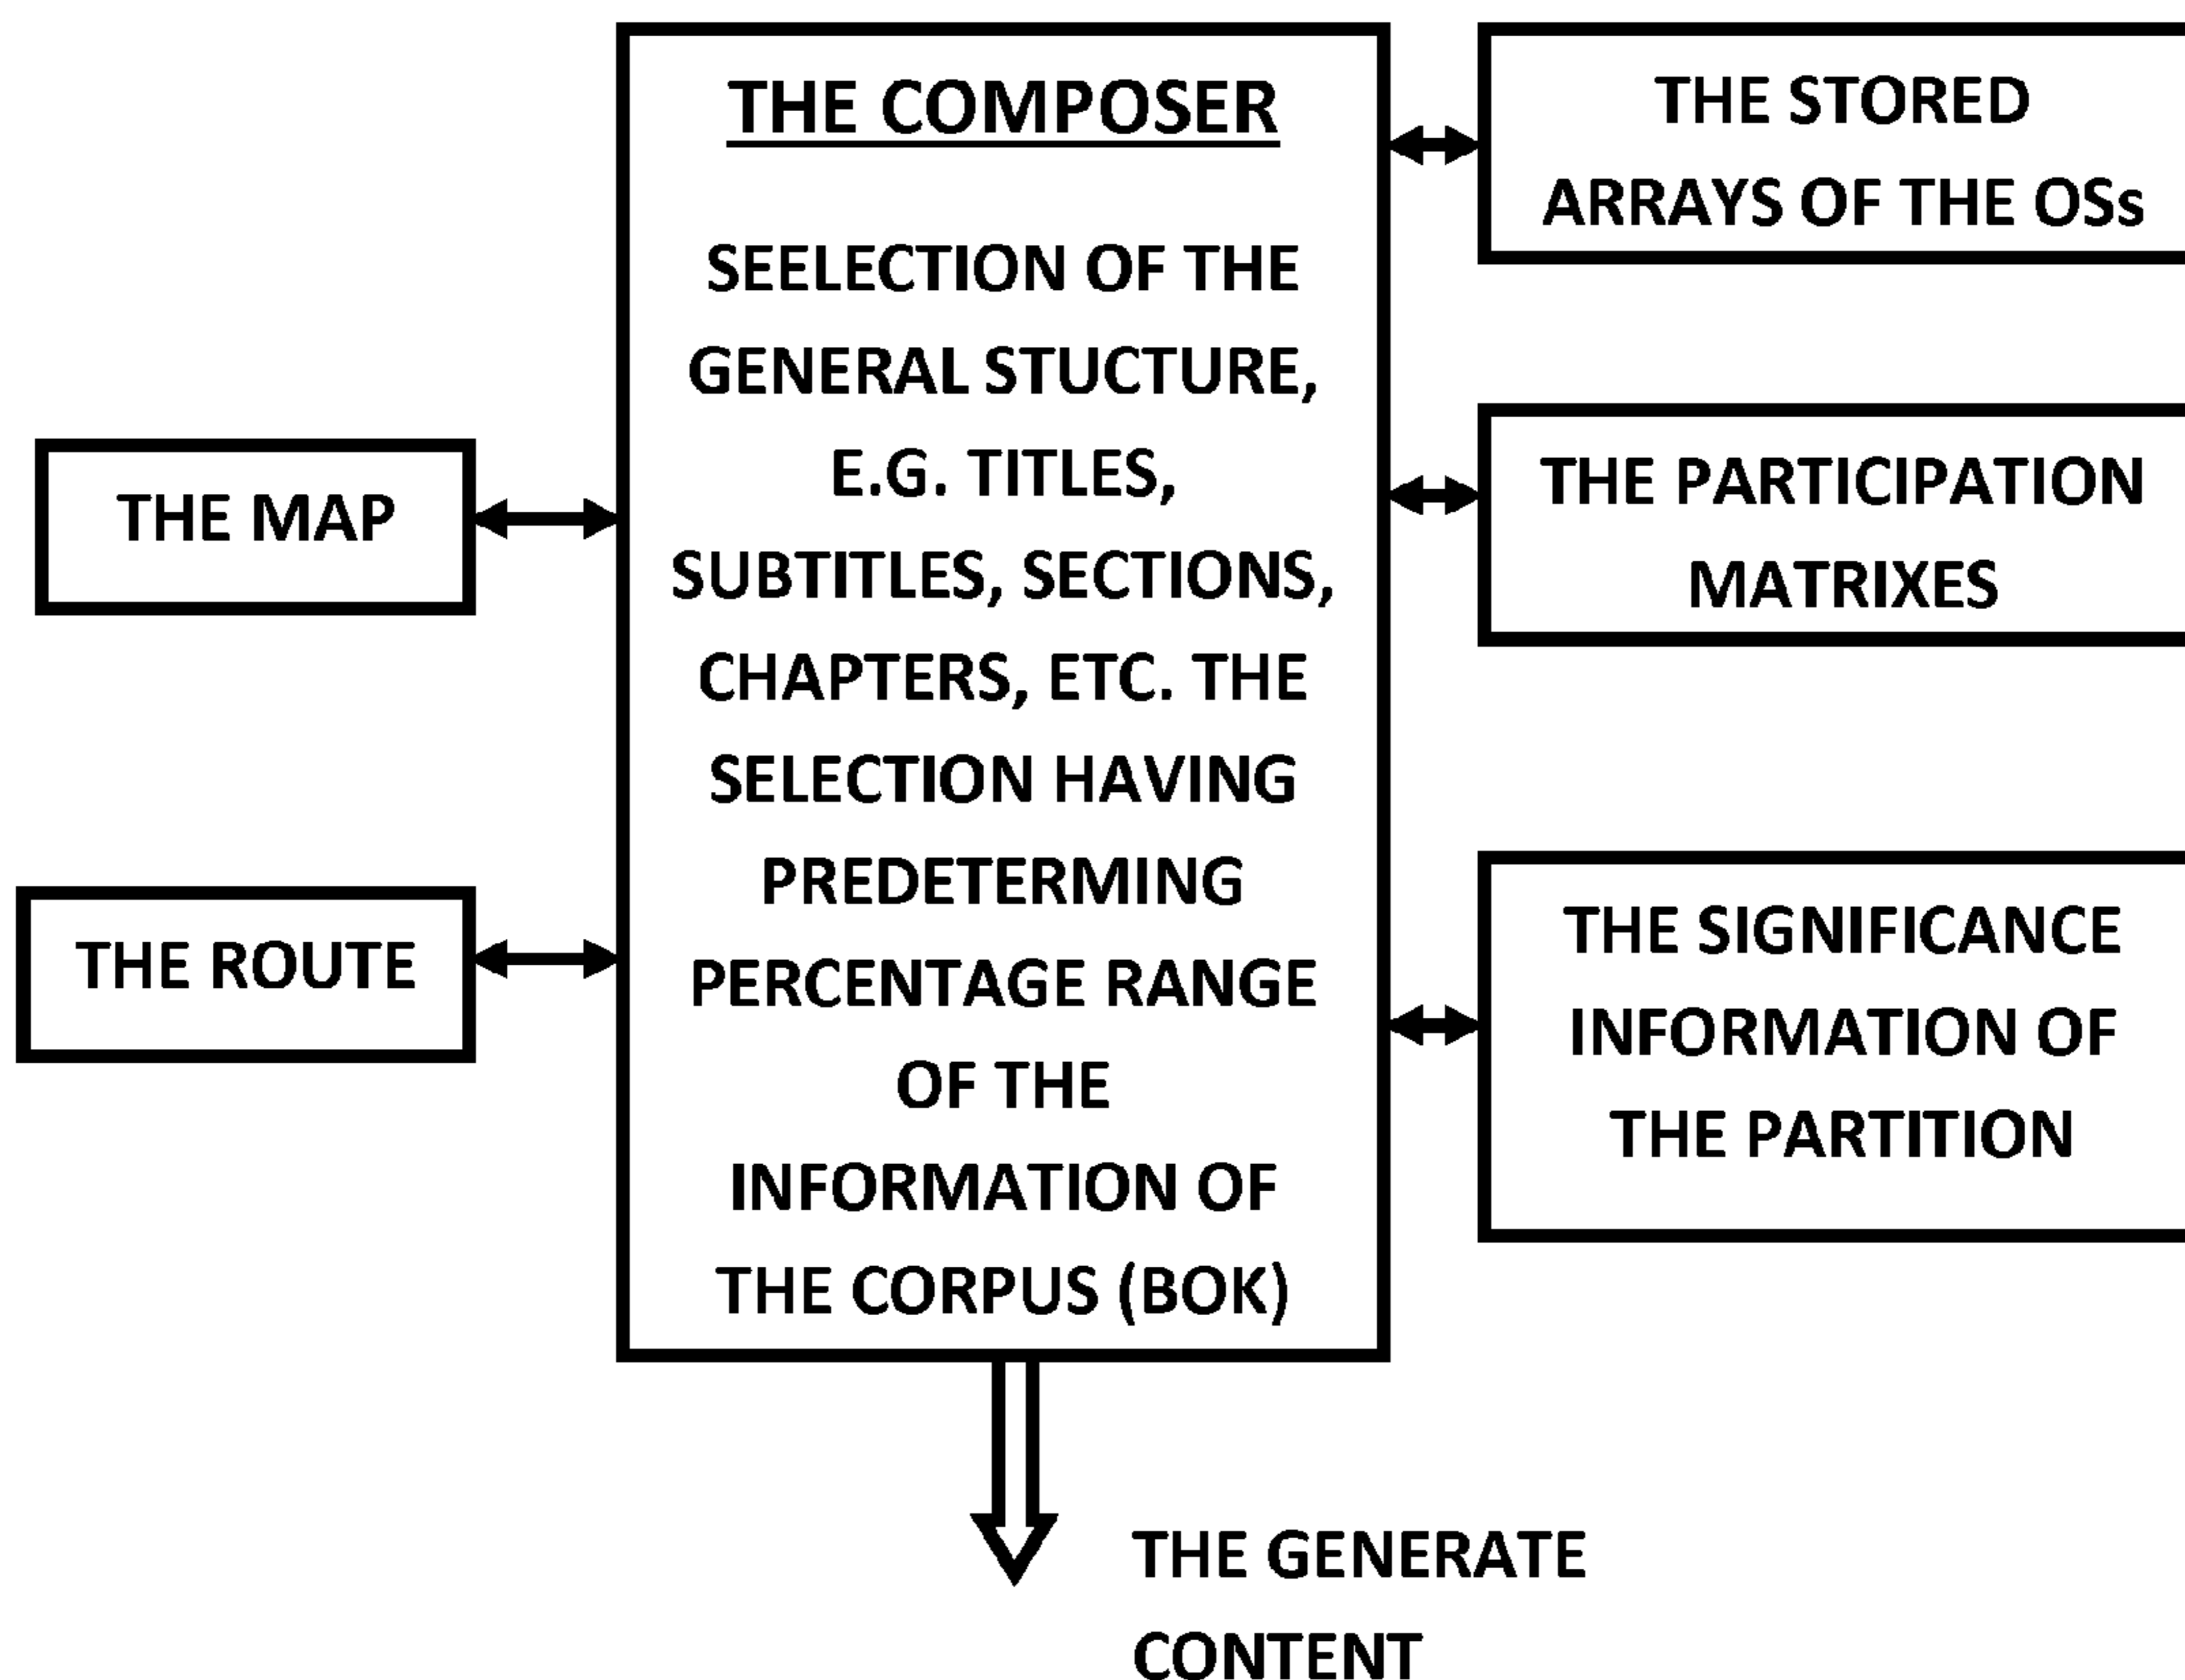 THE COMPOSER
SEELECTION OF THE
GENERAL STUCTURE,
E.G. TITLES,
SUBTITLES, SECTIONS,
CHAPTERS, ETC. THE
SELECTION HAVING
PREDETERMING
PERCENTAGE RANGE
OF THE
INFORMATION OF
THE CORPUS (BOK)
THE MAP
THE ROUTE
THE STORED
ARRAYS OF THE OSs
THE PARTICIPATION
MATRIXES
THE SIGNIFICANCE
INFORMATION OF
THE PARTITION
THE GENERATE
CONTENT